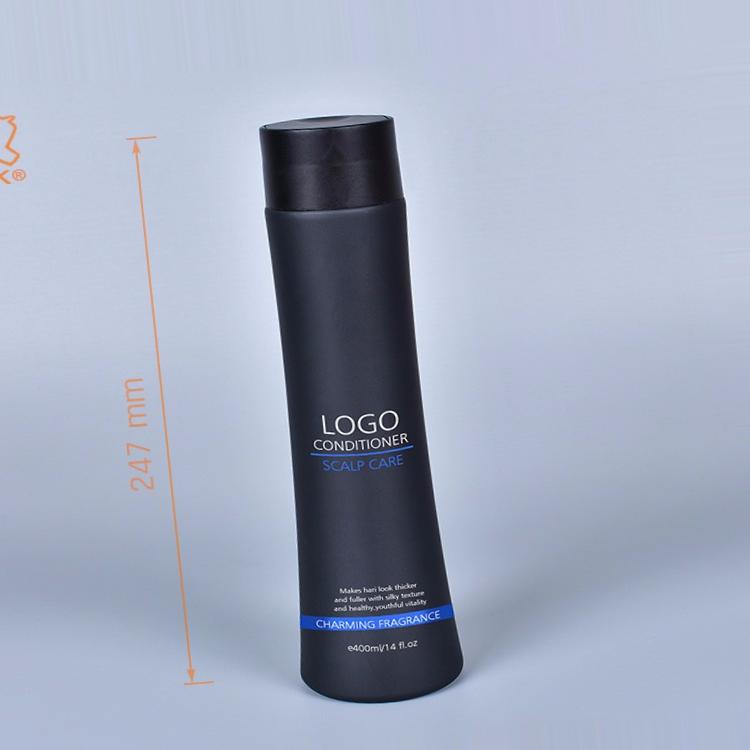 K®
247 mm
LOGO
CONDITIONER
SCALP CARE
Makes hari look thicker
and fuller with silky texture
and healthy,youthful vitality
CHARMING FRAGRANCE
e400ml/14 fl.oz